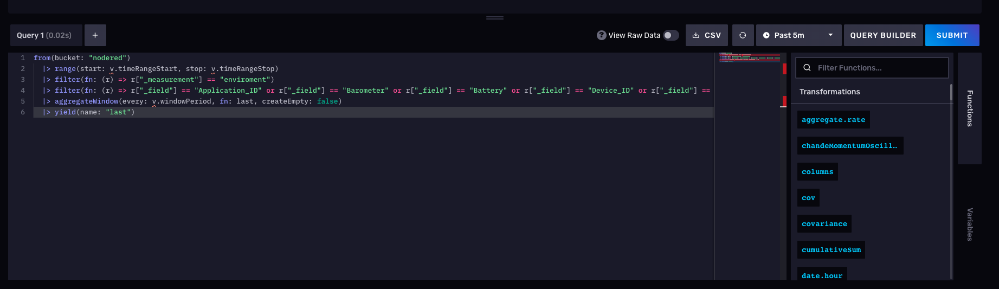 Query 1 (0.02s)
+
? View Raw Data
CSV
Past 5m
QUERY BUILDER
SUBMIT
1 from(bucket: "nodered")
2   |> range(start: v.timeRangeStart, stop: v.timeRangeStop)
3   |> filter(fn: (r) => r["_measurement"] == "enviroment")
4   |> filter(fn: (r) => r["_field"] == "Application_ID" or r["_field"] == "Barometer" or r["_field"] == "Battery" or r["_field"] == "Device_ID" or r["_field"] ==
5   |> aggregateWindow(every: v.windowPeriod, fn: last, createEmpty: false)
6   |> yield(name: "last")
Filter Functions...
Transformations
aggregate.rate
chandeMomentumOscill…
columns
cov
covariance
cumulativeSum
date.hour
Functions
Variables